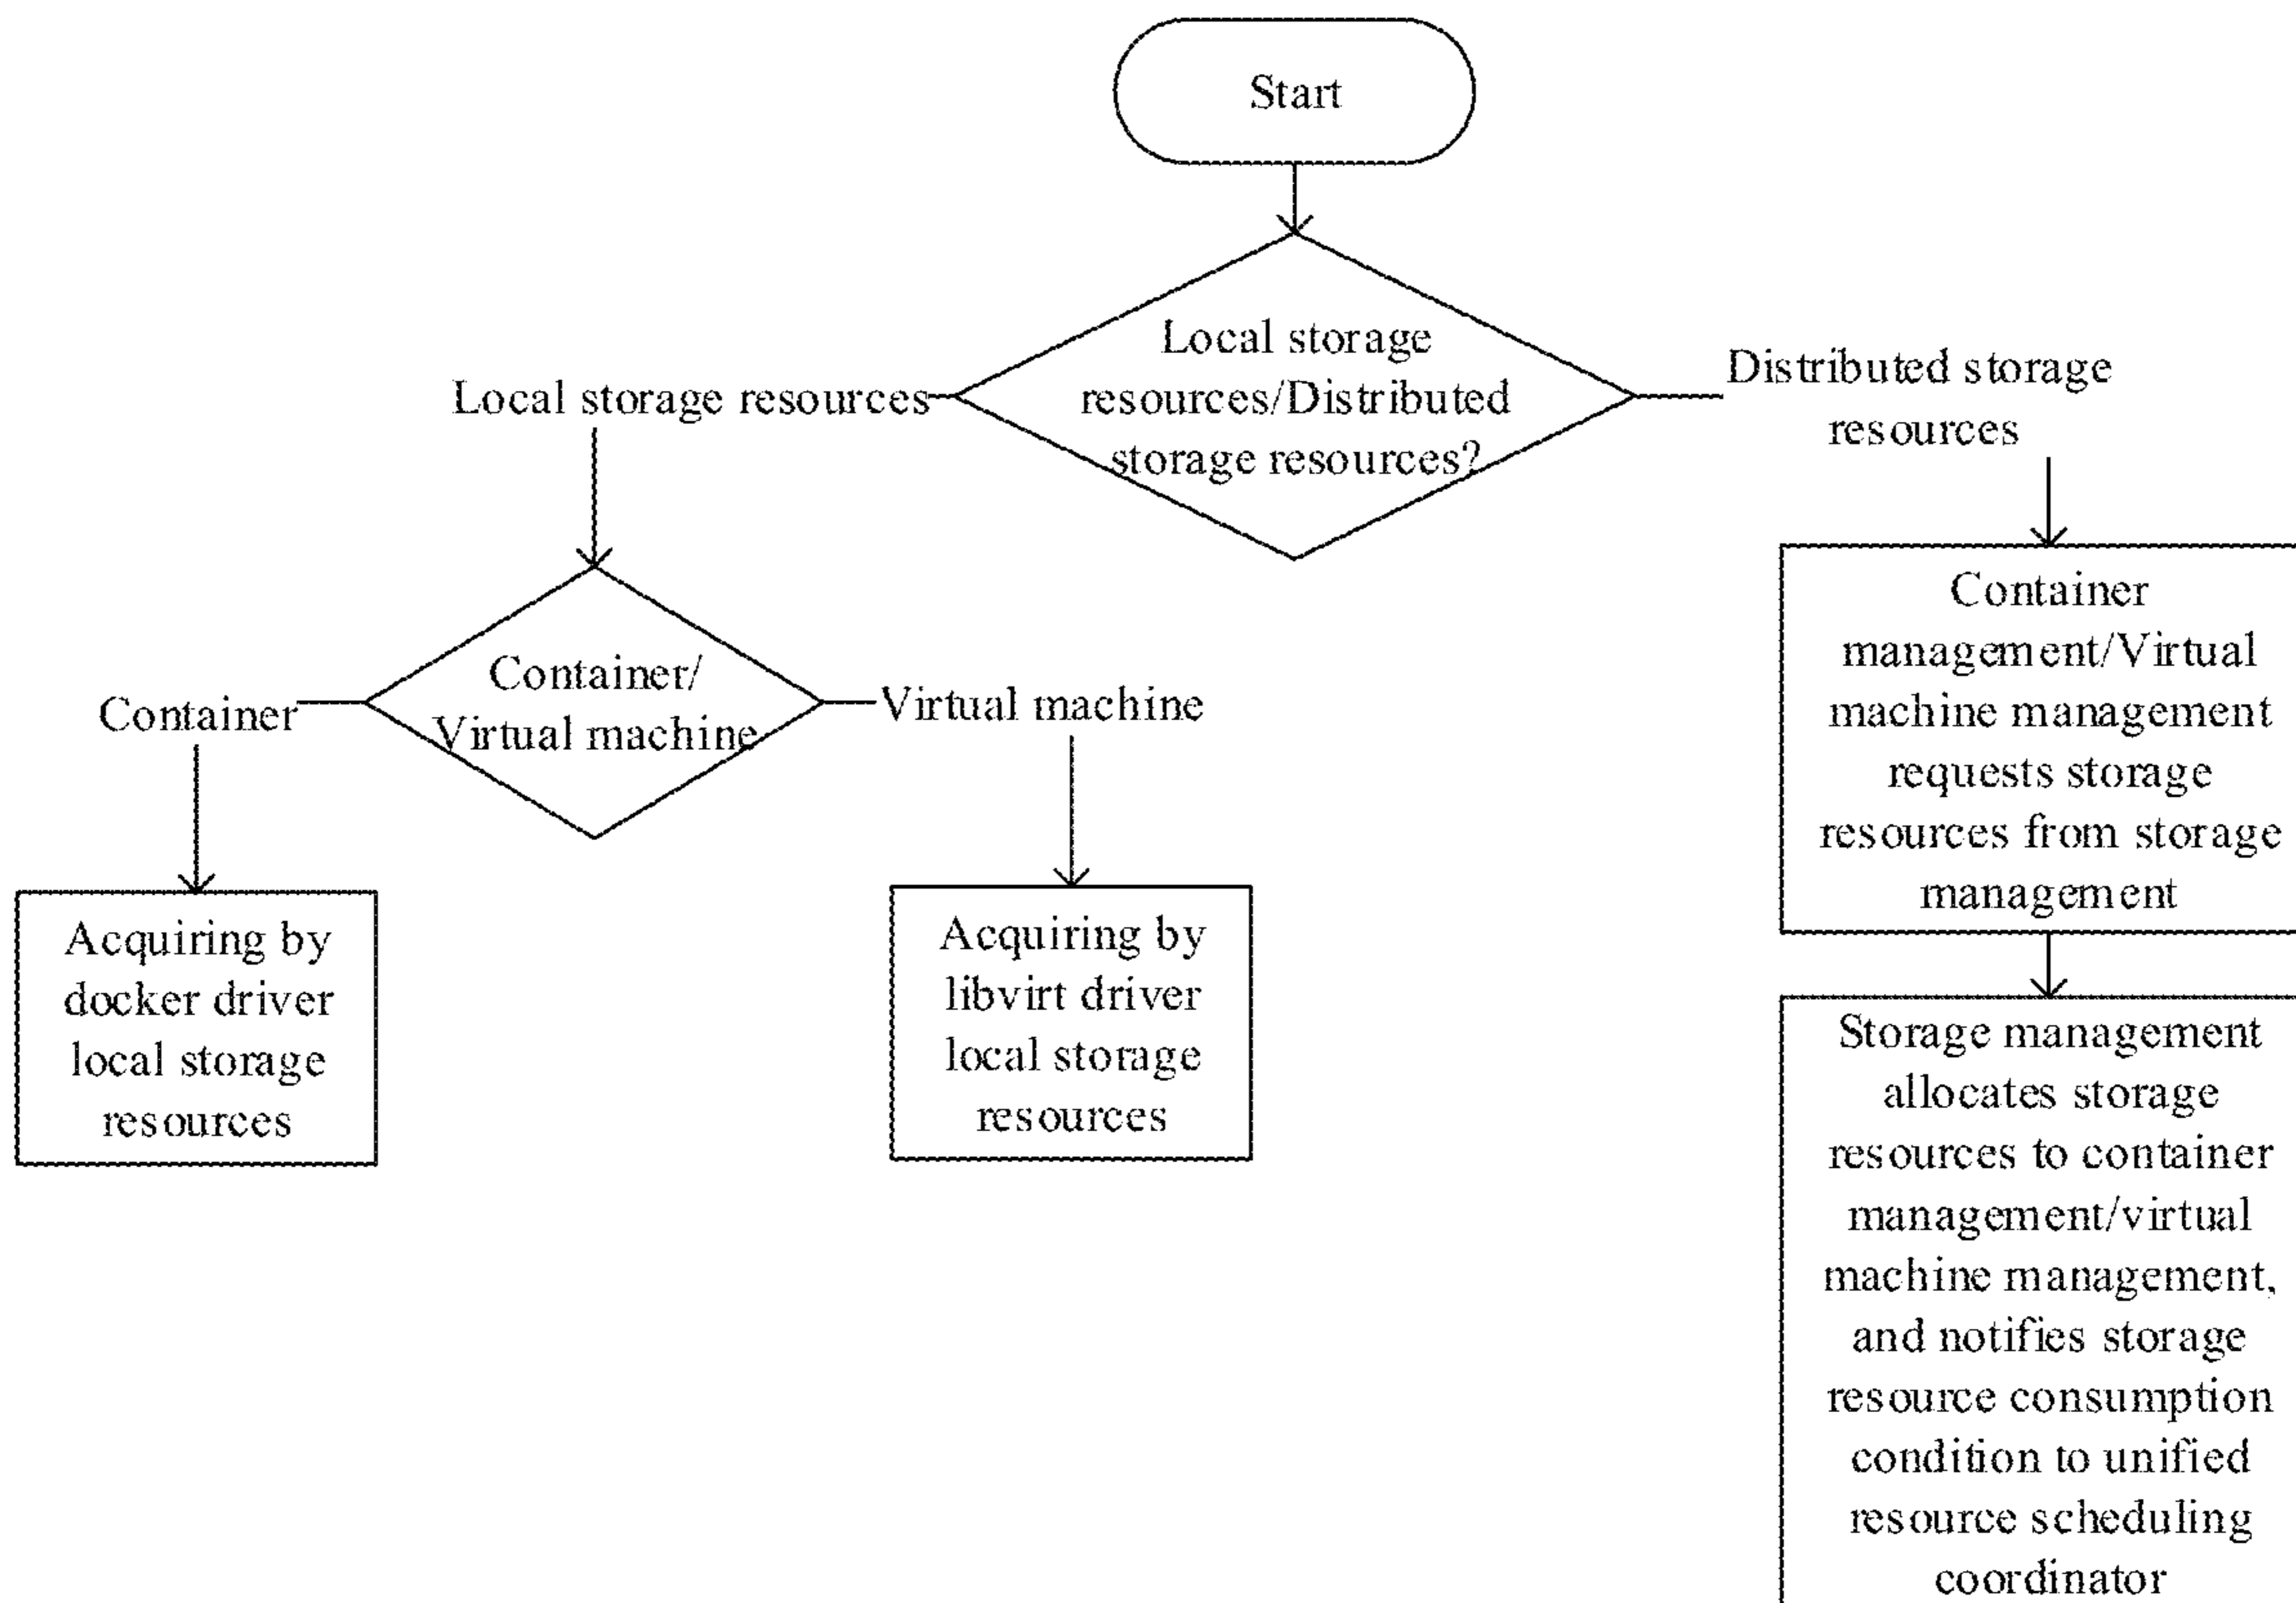 Start
Local storage
resources/Distributed
storage resources?
Local storage resources
Distributed storage
resources
Container/
Virtual machine
Container
Virtual machine
Acquiring by
docker driver
local storage
resources
Acquiring by
libvirt driver
local storage
resources
Container
management/Virtual
machine management
requests storage
resources from storage
management
Storage management
allocates storage
resources to container
management/virtual
machine management,
and notifies storage
resource consumption
condition to unified
resource scheduling
coordinator